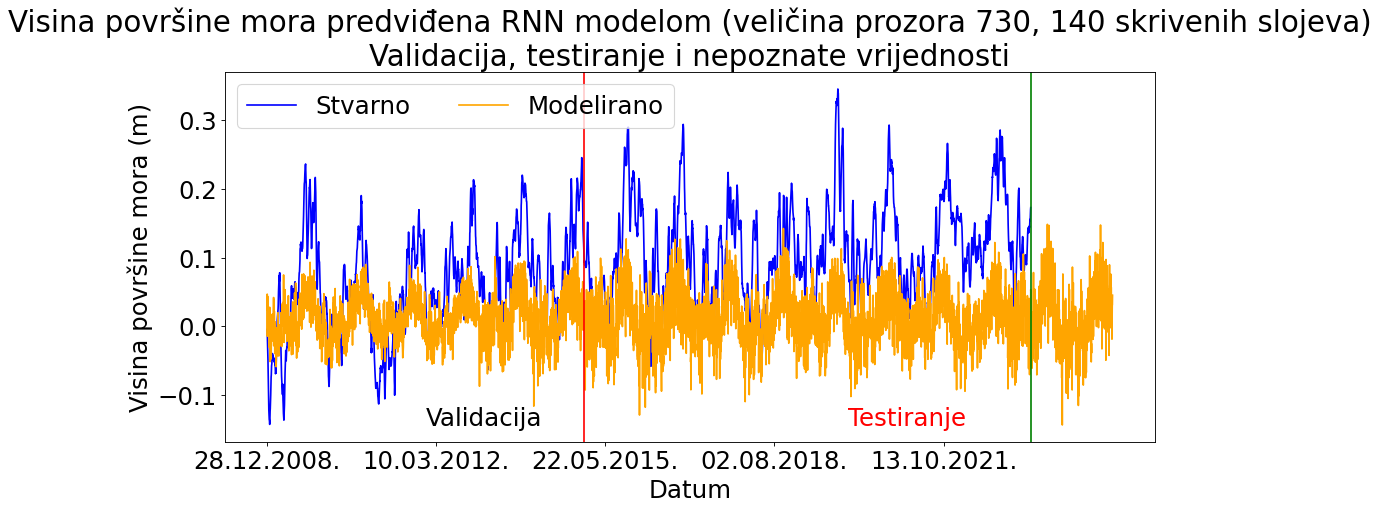 Visina površine mora predviđena RNN modelom (veličina prozora 730, 140 skrivenih slojeva)
Validacija, testiranje i nepoznate vrijednosti
Stvarno
Modelirano
Visina površine mora (m)
0.3
0.2
0.1
0.0
−0.1
Validacija
Testiranje
28.12.2008.
10.03.2012.
22.05.2015.
02.08.2018.
13.10.2021.
Datum